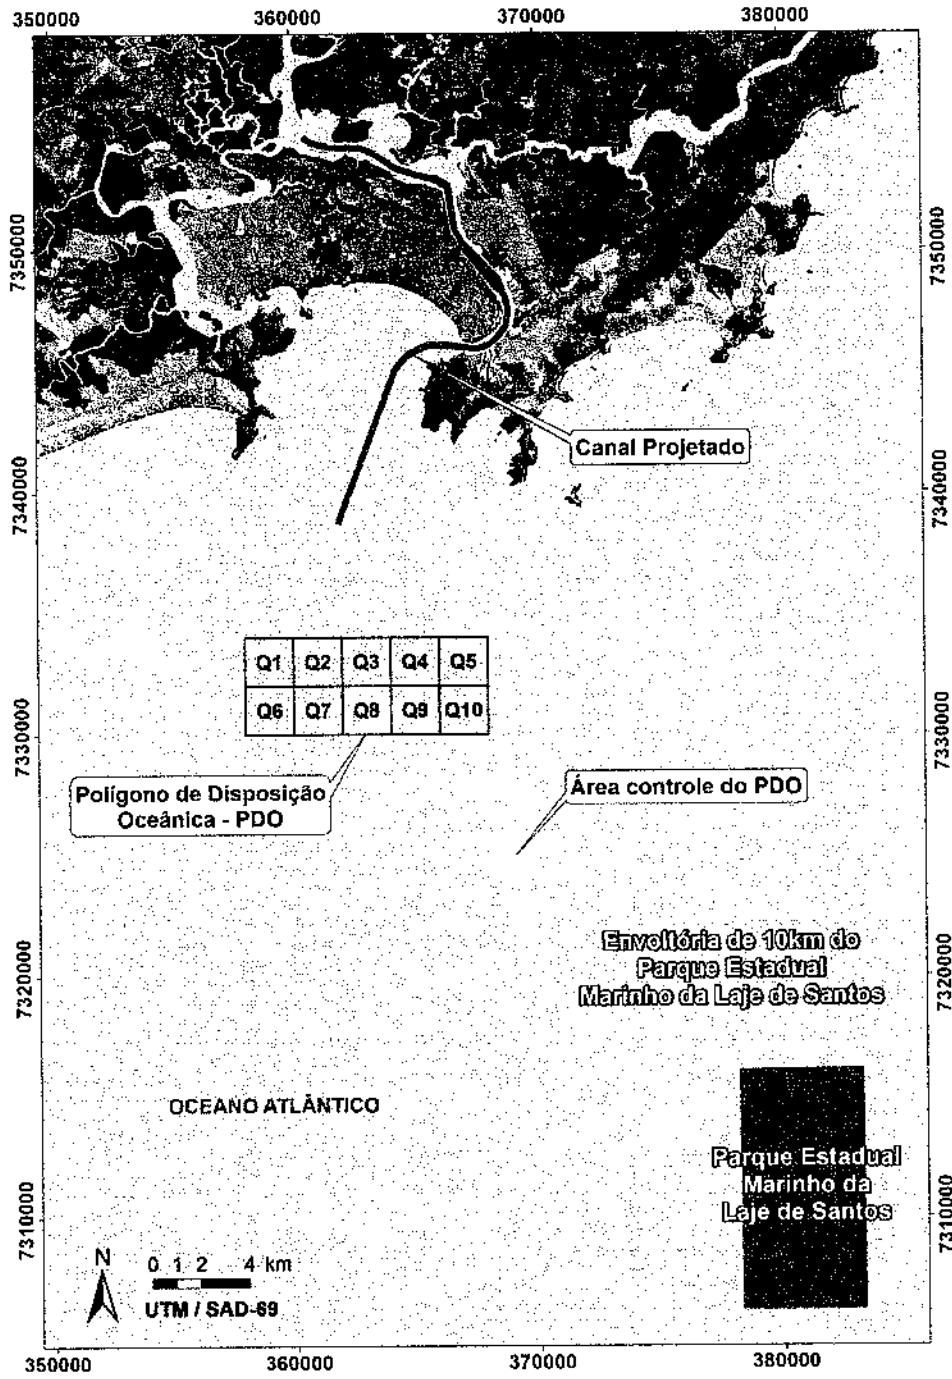 350000 360000 370000 380000
7350000 7350000
Canal Projetado
7340000 7340000
Q1 Q2 Q3 Q4 Q5
Q6 Q7 Q8 Q9 Q10
7330000 7330000
Polígono de Disposição
Oceânica - PDO
Área controle do PDO
Envoltória de 10km do
Parque Estadual
Marinho da Laje de Santos
7320000 7320000
OCEANO ATLÂNTICO
Parque Estadual
Marinho da
Laje de Santos
7310000 7310000
N
0 1 2 4 km
UTM / SAD-69
350000 360000 370000 380000